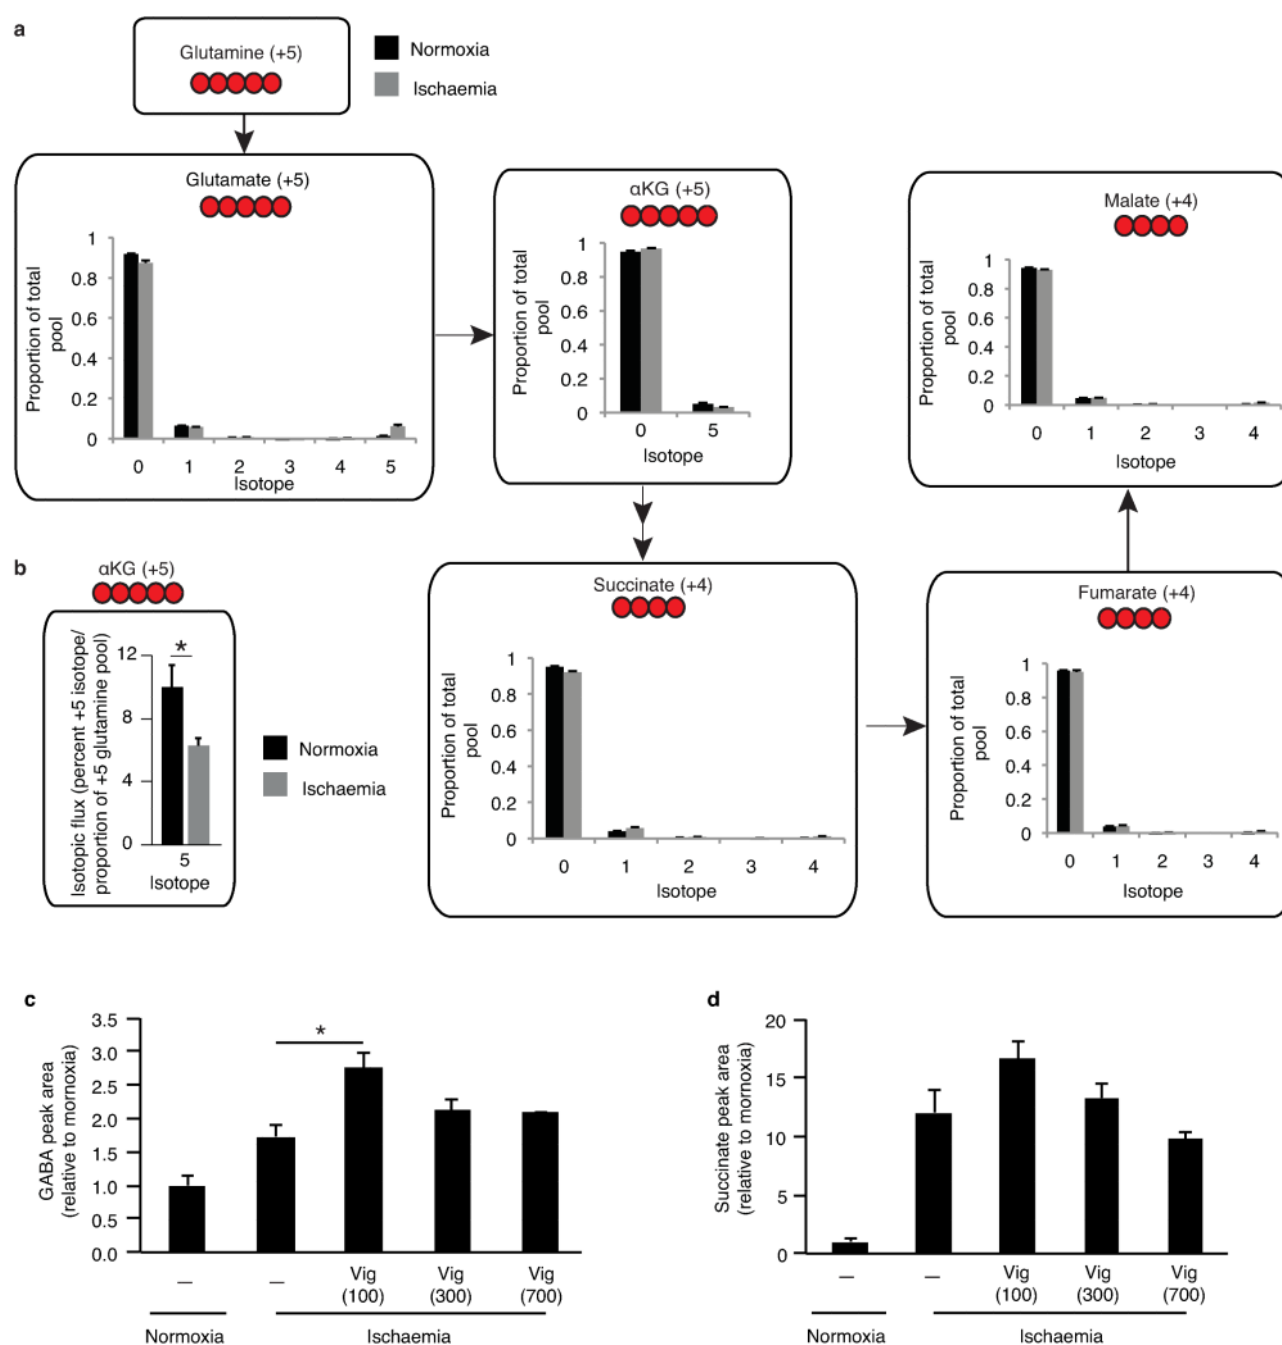 a
Glutamine (+5)
Normoxia
Ischaemia
Glutamate (+5)
Proportion of total
pool
1
0.8
0.6
0.4
0.2
0
0 1 2 3 4 5
Isotope
αKG (+5)
Proportion of total
pool
1
0.8
0.6
0.4
0.2
0
0 5
Isotope
Malate (+4)
Proportion of total
pool
1
0.8
0.6
0.4
0.2
0
0 1 2 3 4
Isotope
b
αKG (+5)
Isotopic flux (percent +5 isotope/
proportion of +5 glutamine pool)
12
8
4
0
*
5
Isotope
Normoxia
Ischaemia
Succinate (+4)
Proportion of total
pool
1
0.8
0.6
0.4
0.2
0
0 1 2 3 4
Isotope
Fumarate (+4)
Proportion of total
pool
1
0.8
0.6
0.4
0.2
0
0 1 2 3 4
Isotope
c
GABA peak area
(relative to mornoxia)
3.5
3.0
2.5
2.0
1.5
1.0
0.5
0.0
*
– – Vig Vig Vig
(100) (300) (700)
Normoxia Ischaemia
d
Succinate peak area
(relative to mornoxia)
20
15
10
5
0
– – Vig Vig Vig
(100) (300) (700)
Normoxia Ischaemia